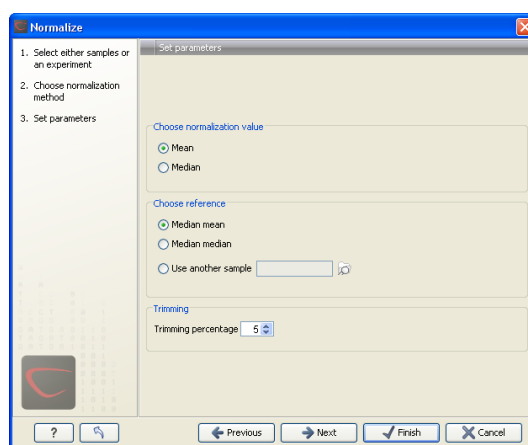 Normalize
1. Select either samples or
an experiment
2. Choose normalization
method
3. Set parameters
Set parameters
Choose normalization value
Mean
Median
Choose reference
Median mean
Median median
Use another sample
Trimming
Trimming percentage 5
?
Previous
Next
Finish
Cancel